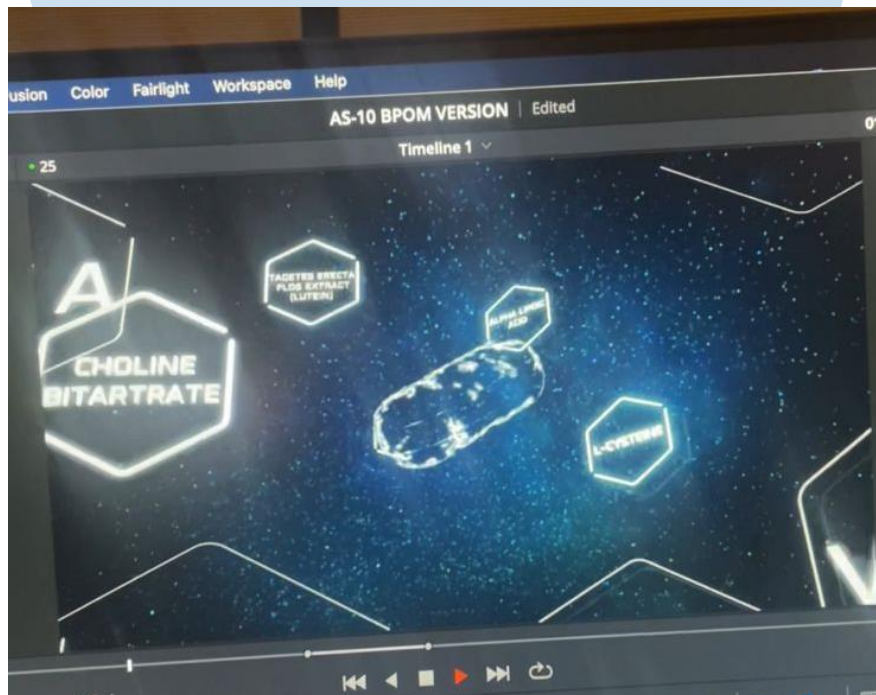 usion Color Fairlight Workspace Help
AS-10 BPOM VERSION Edited
Timeline 1
25
A
CHOLINE
BITARTRATE
TAGETES ERECTA
FLOS EXTRACT
(LUTEIN)
ALPHA LIPOIC
ACID
L-CYSTEINE